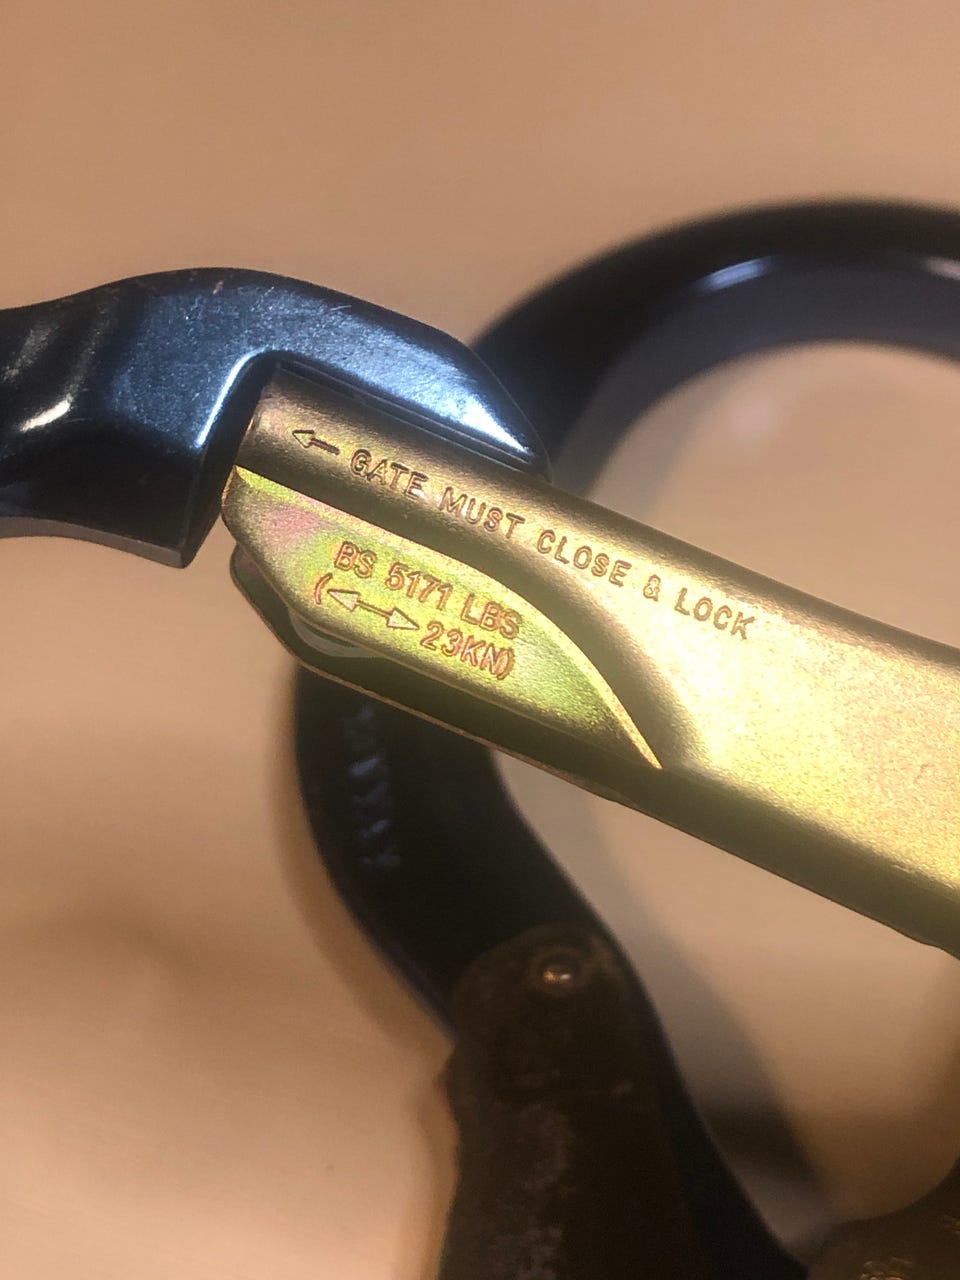 ← GATE MUST CLOSE & LOCK
BS 5171 LBS
(↔ 23KN)